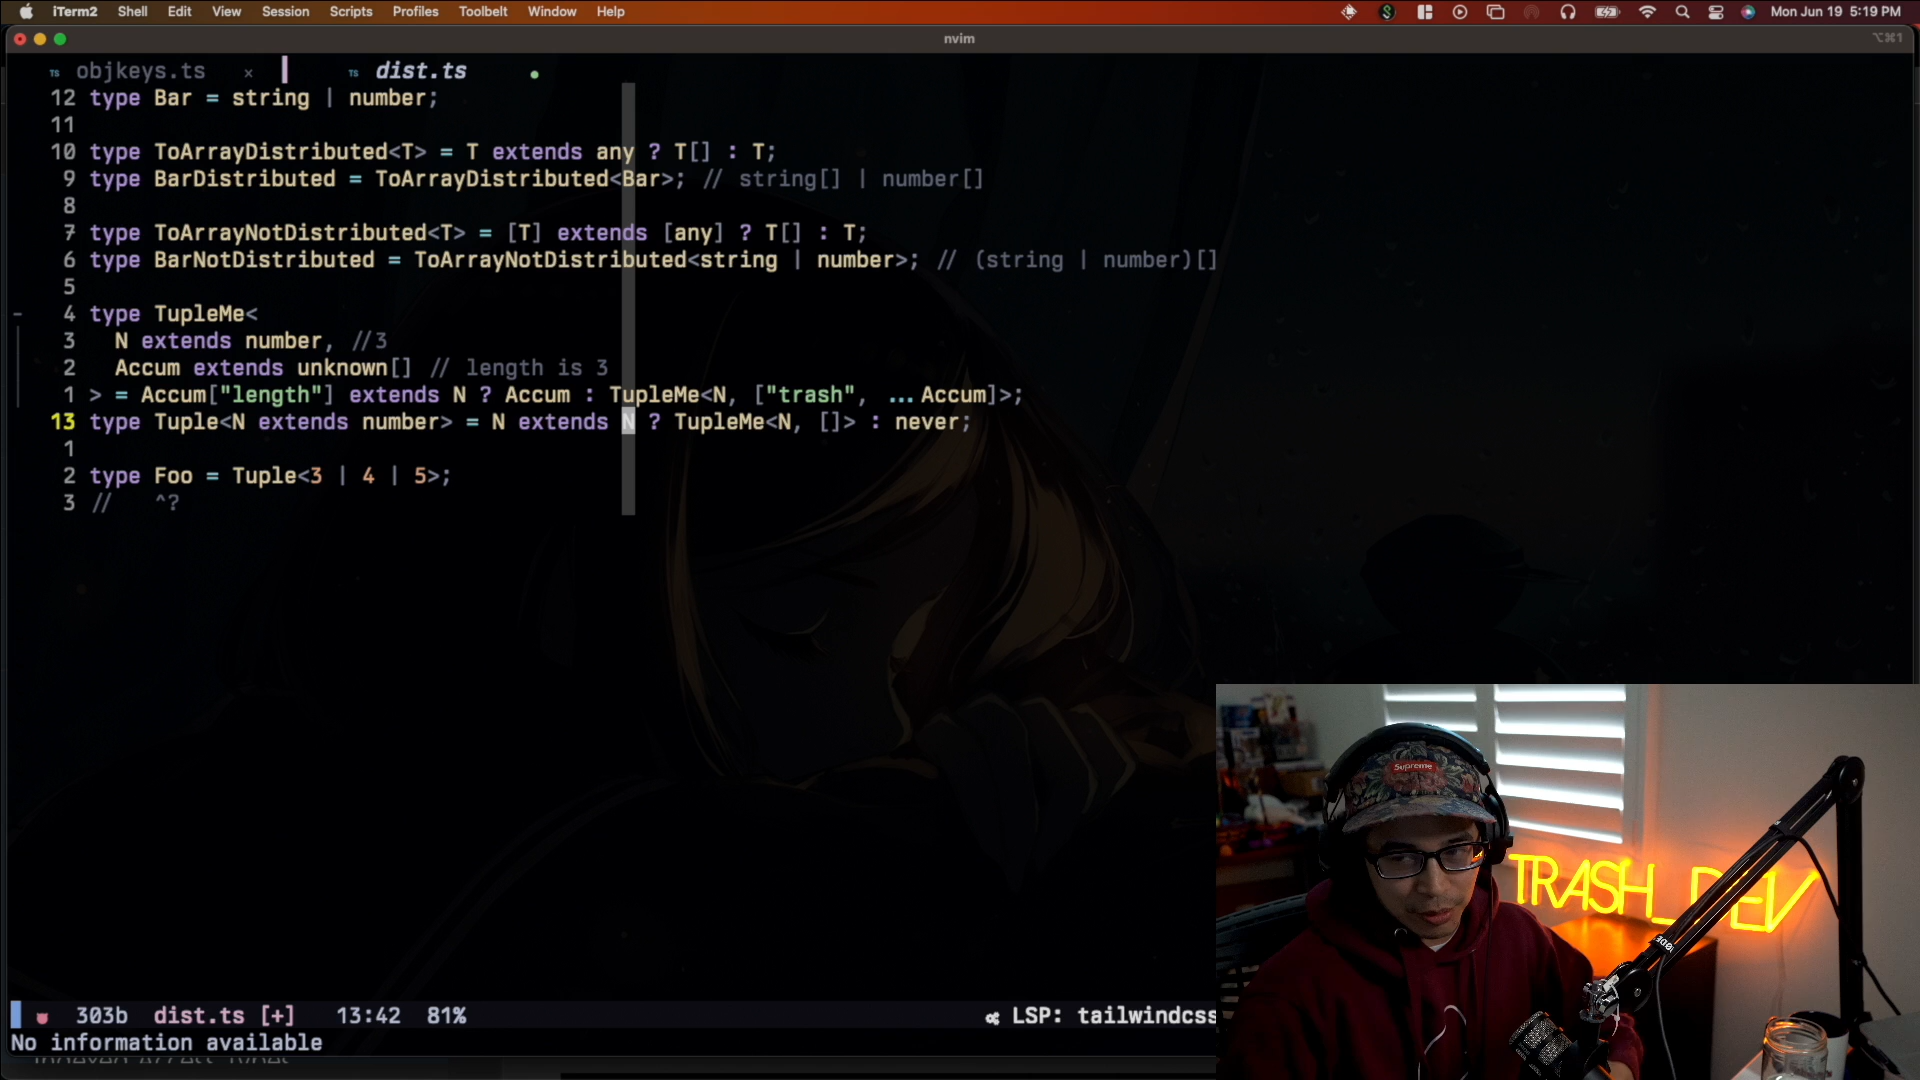 iTerm2 Shell Edit View Session Scripts Profiles Toolbelt Window Help Mon Jun 19 5:19 PM
nvim ⌥⌘1
TS objkeys.ts × TS dist.ts ●
12 type Bar = string | number;
11
10 type ToArrayDistributed<T> = T extends any ? T[] : T;
9 type BarDistributed = ToArrayDistributed<Bar>; // string[] | number[]
8
7 type ToArrayNotDistributed<T> = [T] extends [any] ? T[] : T;
6 type BarNotDistributed = ToArrayNotDistributed<string | number>; // (string | number)[]
5
4 type TupleMe<
3 N extends number, //3
2 Accum extends unknown[] // length is 3
1 > = Accum["length"] extends N ? Accum : TupleMe<N, ["trash", ...Accum]>;
13 type Tuple<N extends number> = N extends N ? TupleMe<N, []> : never;
1
2 type Foo = Tuple<3 | 4 | 5>;
3 // ^?
Supreme
TRASH_DEV
RODE
303b dist.ts [+] 13:42 81% LSP: tailwindcss
No information available